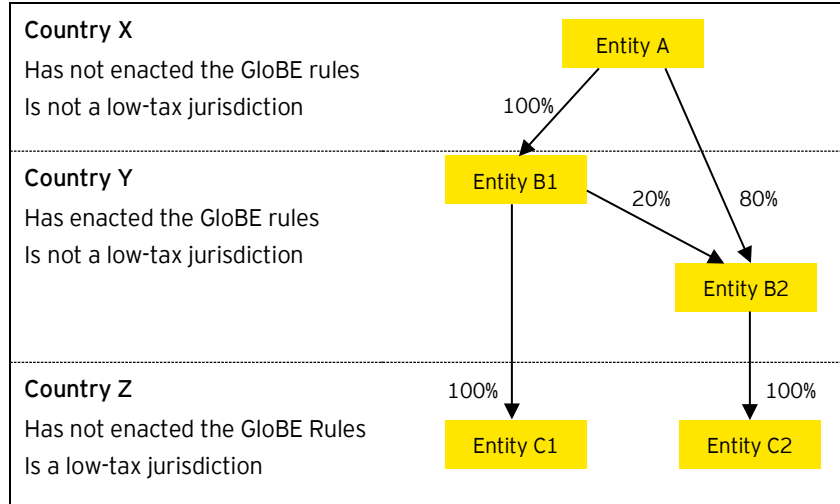 Country X
Has not enacted the GloBE rules
Is not a low-tax jurisdiction
Entity A
100%
Country Y
Has enacted the GloBE rules
Is not a low-tax jurisdiction
Entity B1
20%
80%
Entity B2
Country Z
Has not enacted the GloBE Rules
Is a low-tax jurisdiction
100%
100%
Entity C1
Entity C2